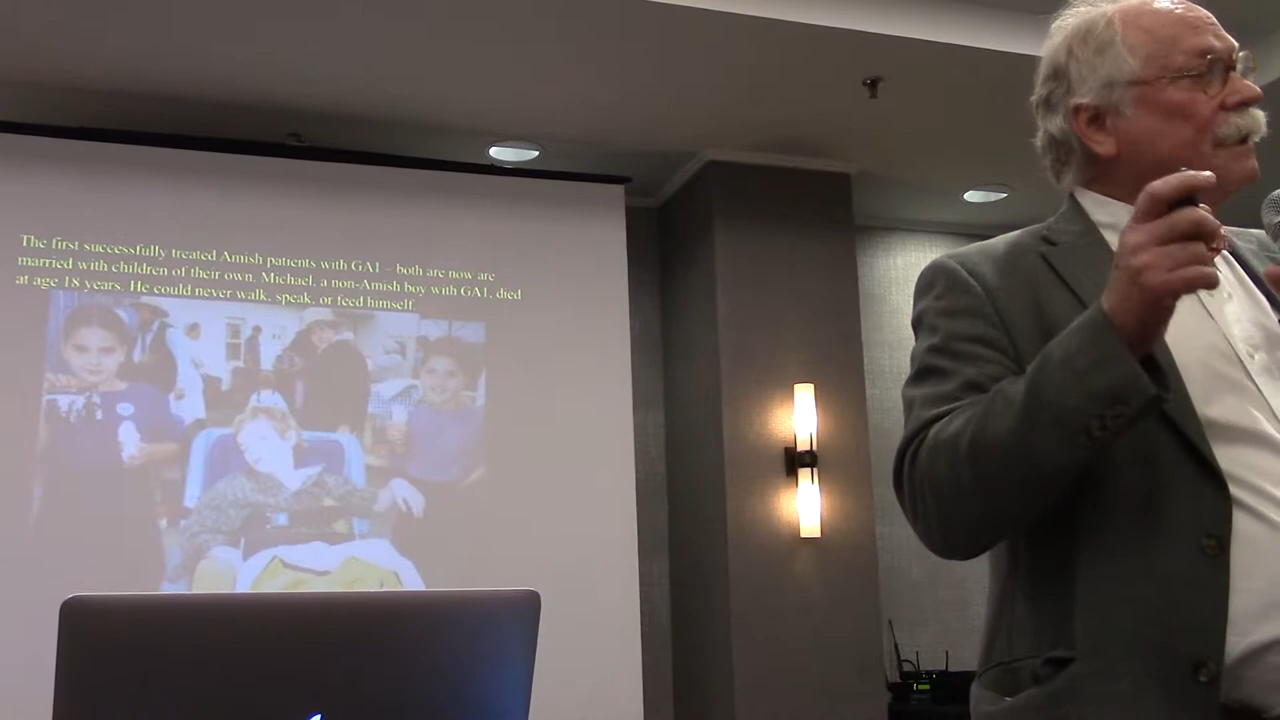 The first successfully treated Amish patients with GA1 – both are now are
married with children of their own. Michael, a non-Amish boy with GA1, died
at age 18 years. He could never walk, speak, or feed himself.